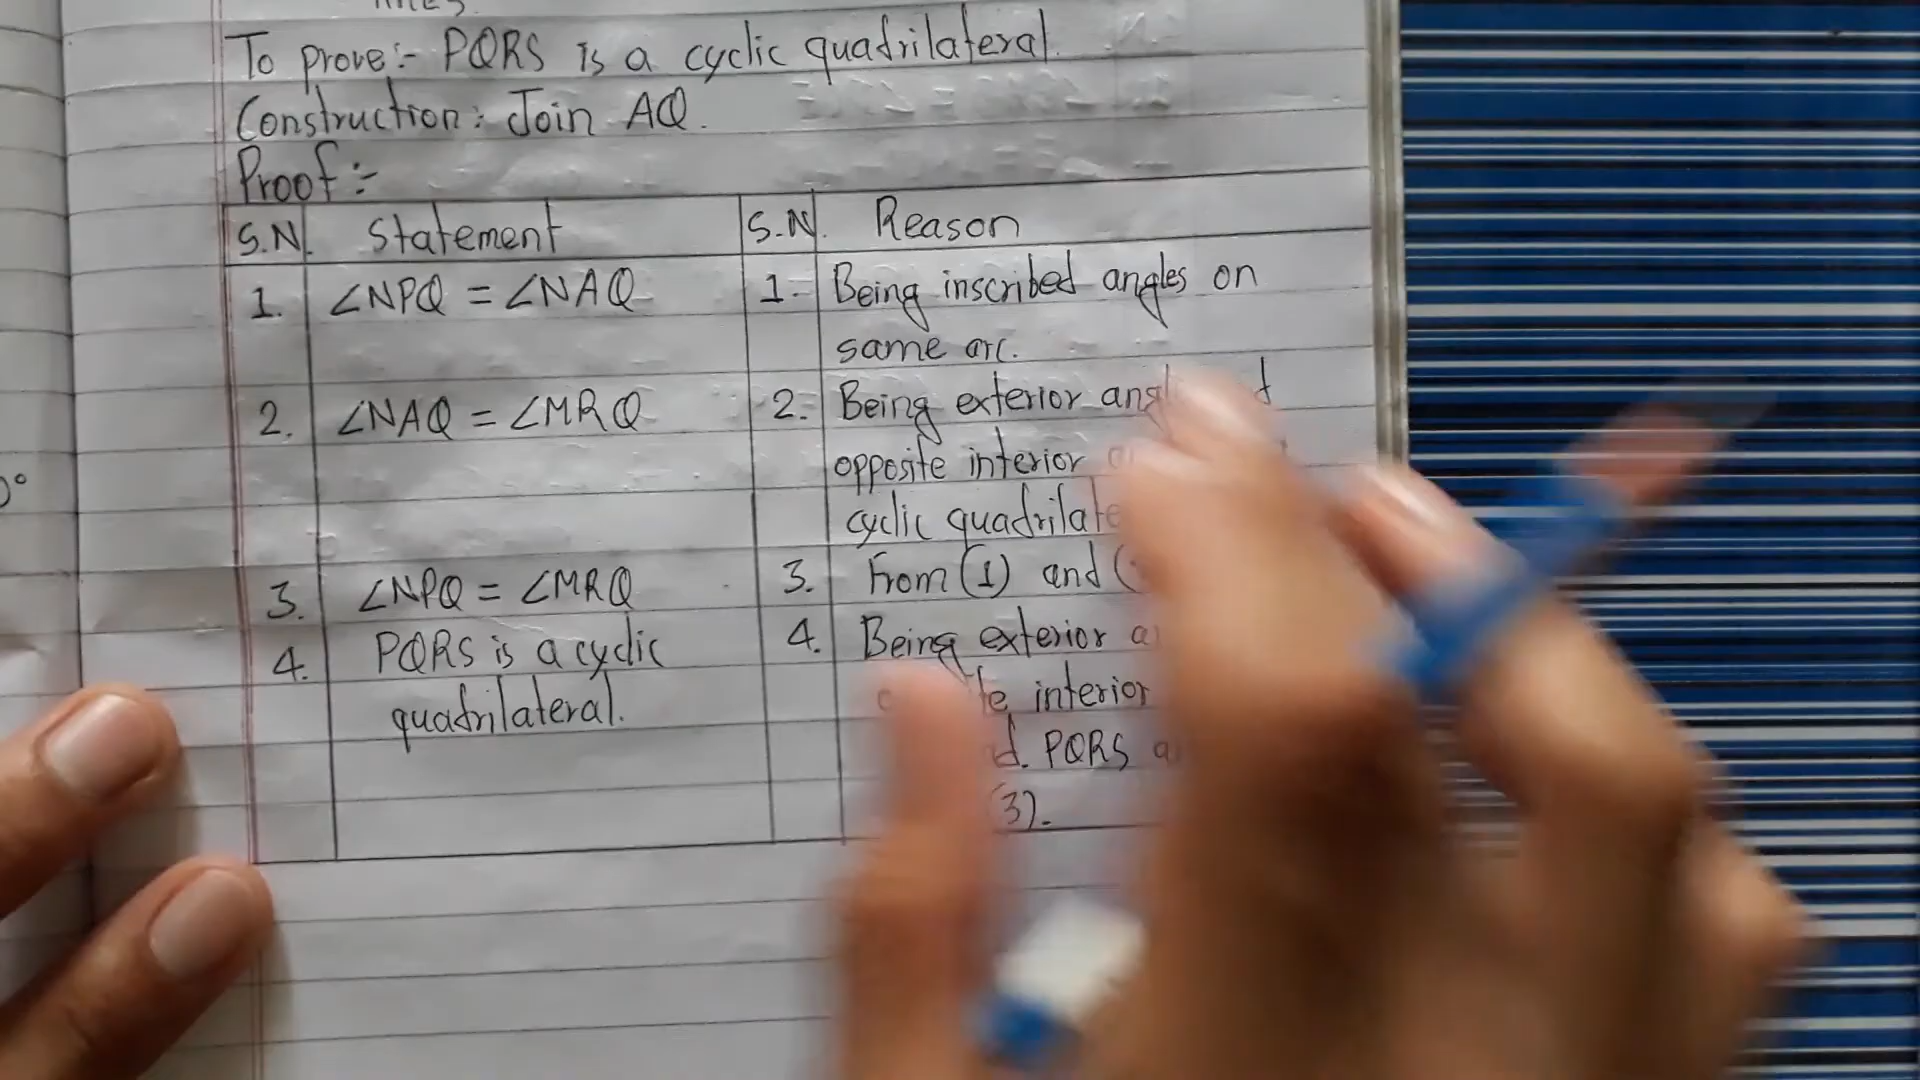 To prove:- PQRS is a cyclic quadrilateral.
Construction: Join AQ.
Proof:-
S.N. Statement S.N. Reason
1. ∠NPQ = ∠NAQ 1. Being inscribed angles on
same arc.
2. ∠NAQ = ∠MRQ 2. Being exterior
opposite interior
cyclic
3. ∠NPQ = ∠MRQ 3. From (1) and
4. PQRS is a cyclic 4. Being exterior
quadrilateral. interior
PQRS
(3).